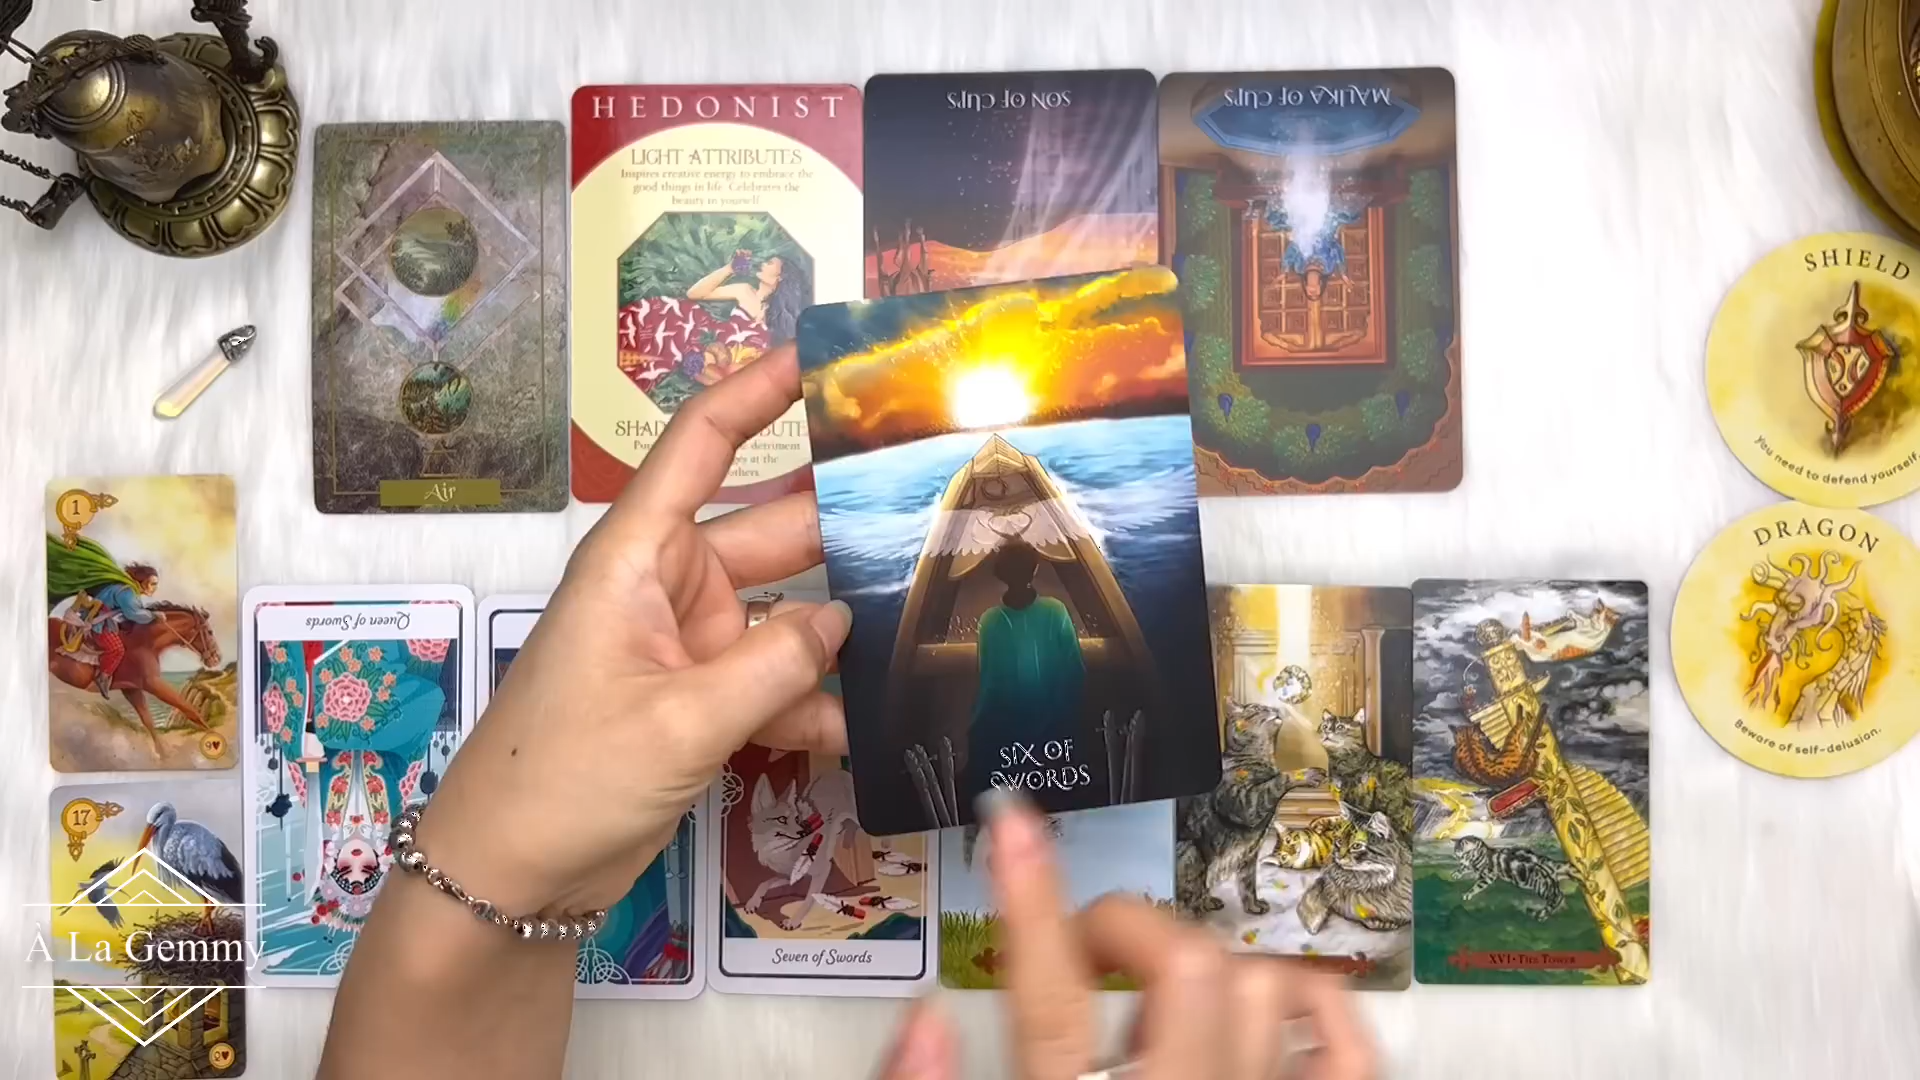 HEDONIST
LIGHT ATTRIBUTES
Inspires creative energy to embrace the
good things in life. Celebrates the
beauty in yourself
SON OF CUPS
MALIKA OF CUPS
SHIELD
You need to defend yourself.
DRAGON
Beware of self-delusion.
Air
1
9
17
Queen of Swords
SIX OF
SWORDS
Seven of Swords
XVI · The Tower
À La Gemmy